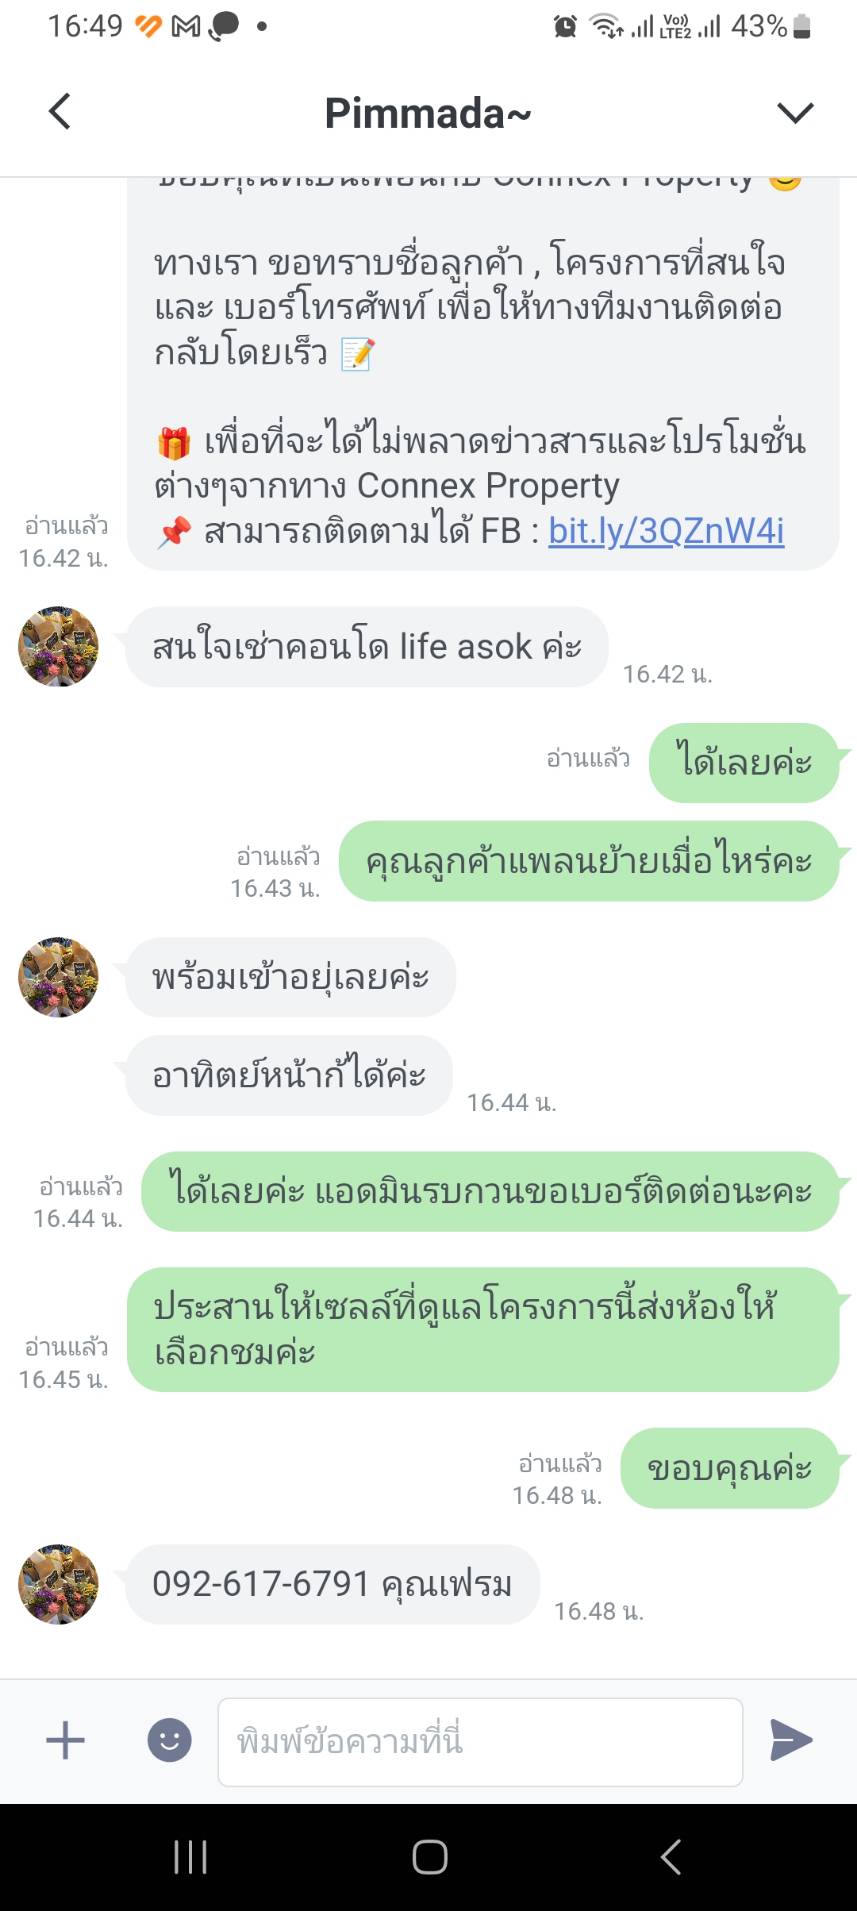 16:49
Vo))
LTE2
43%
Pimmada~
ขอบคุณที่เป็นเพื่อนกับ Connex Property
ทางเรา ขอทราบชื่อลูกค้า , โครงการที่สนใจ
และ เบอร์โทรศัพท์ เพื่อให้ทางทีมงานติดต่อ
กลับโดยเร็ว 📝
🎁 เพื่อที่จะได้ไม่พลาดข่าวสารและโปรโมชั่น
ต่างๆจากทาง Connex Property
📌 สามารถติดตามได้ FB : bit.ly/3QZnW4i
อ่านแล้ว
16.42 น.
สนใจเช่าคอนโด life asok ค่ะ
16.42 น.
อ่านแล้ว
ได้เลยค่ะ
คุณลูกค้าแพลนย้ายเมื่อไหร่คะ
อ่านแล้ว
16.43 น.
พร้อมเข้าอยุ่เลยค่ะ
อาทิตย์หน้าก้ได้ค่ะ
16.44 น.
ได้เลยค่ะ แอดมินรบกวนขอเบอร์ติดต่อนะคะ
อ่านแล้ว
16.44 น.
ประสานให้เซลล์ที่ดูแลโครงการนี้ส่งห้องให้
เลือกชมค่ะ
อ่านแล้ว
16.45 น.
ขอบคุณค่ะ
อ่านแล้ว
16.48 น.
092-617-6791 คุณเฟรม
16.48 น.
พิมพ์ข้อความที่นี่